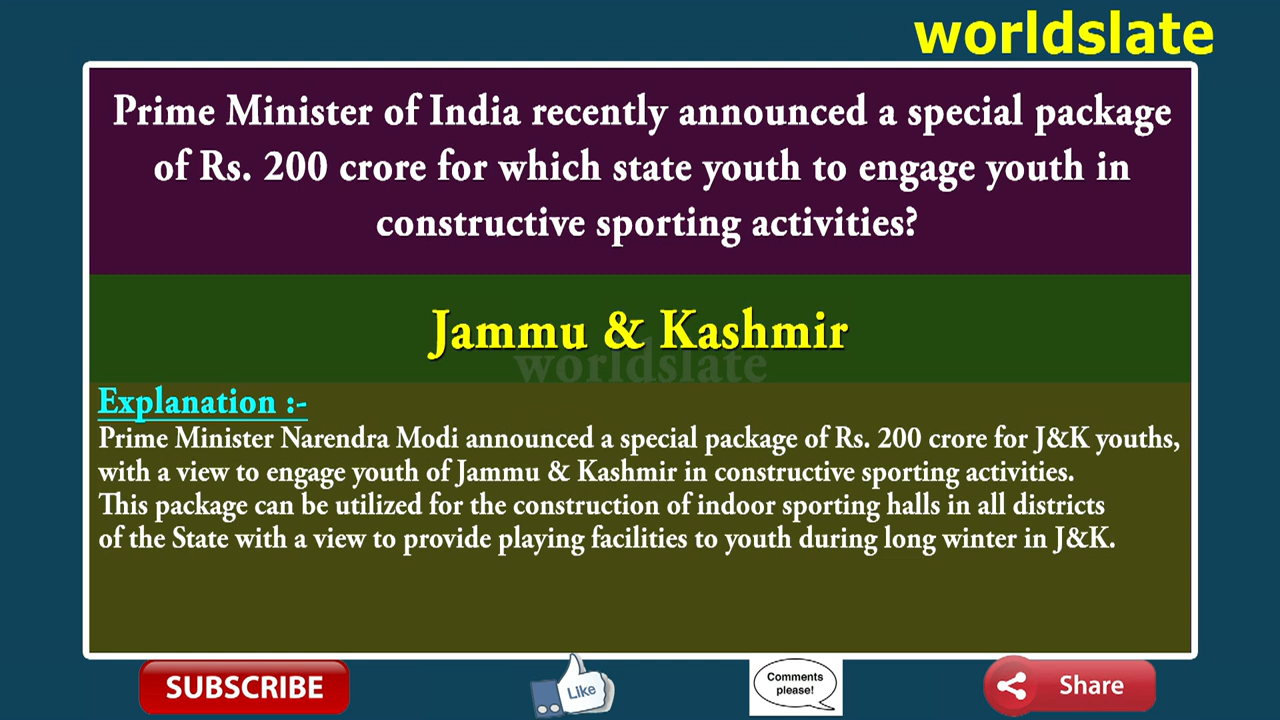 worldslate
Prime Minister of India recently announced a special package
of Rs. 200 crore for which state youth to engage youth in
constructive sporting activities?
Jammu & Kashmir
worldslate
Explanation :-
Prime Minister Narendra Modi announced a special package of Rs. 200 crore for J&K youths,
with a view to engage youth of Jammu & Kashmir in constructive sporting activities.
This package can be utilized for the construction of indoor sporting halls in all districts
of the State with a view to provide playing facilities to youth during long winter in J&K.
SUBSCRIBE
Like
Comments
please!
Share